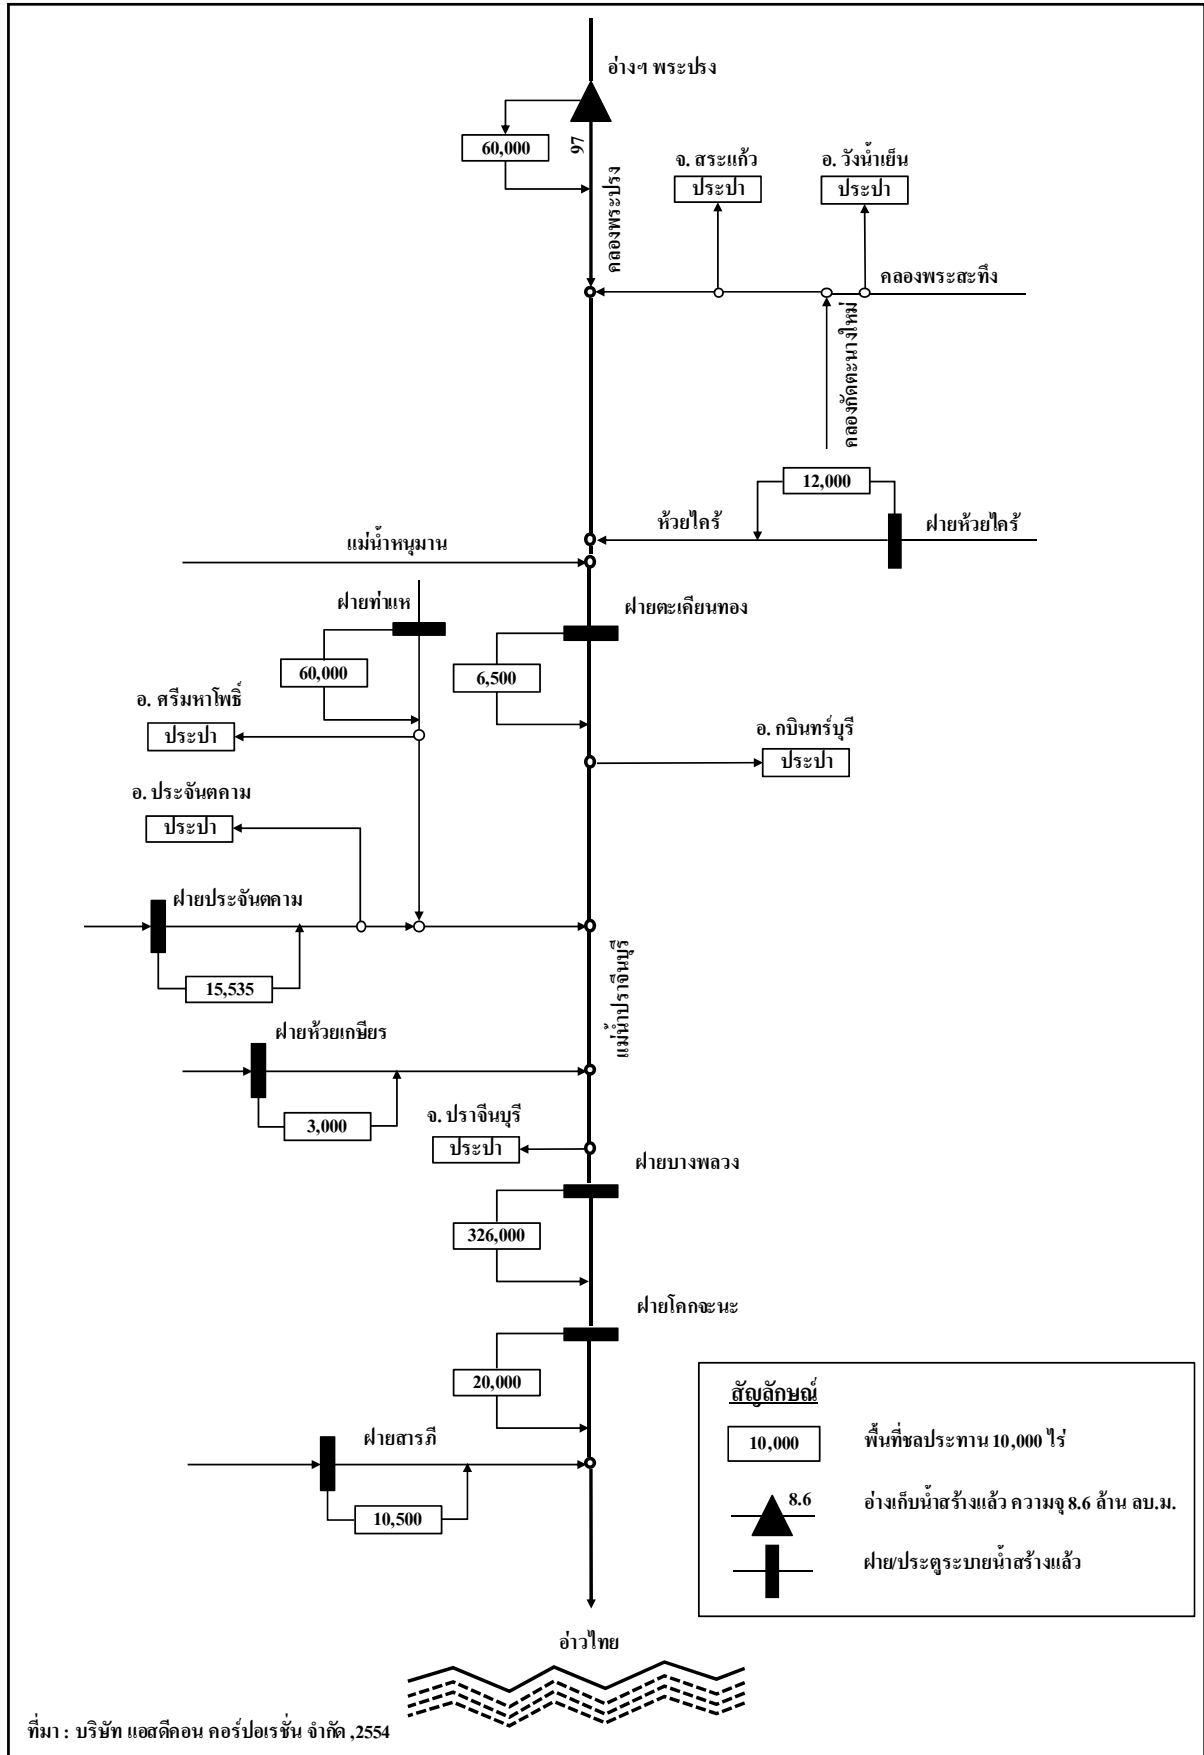 อ่างฯ พระปรง
60,000
97
คลองพระปรง
จ. สระแก้ว
ประปา
อ. วังน้ำเย็น
ประปา
คลองพระสะทึง
คลองกัดตะนางใหม่
12,000
ห้วยไคร้
ฝายห้วยไคร้
แม่น้ำหนุมาน
ฝายท่าแห
60,000
ฝายตะเคียนทอง
6,500
อ. ศรีมหาโพธิ์
ประปา
อ. กบินทร์บุรี
ประปา
อ. ประจันตคาม
ประปา
ฝายประจันตคาม
15,535
แม่น้ำปราจีนบุรี
ฝายห้วยเกษียร
3,000
จ. ปราจีนบุรี
ประปา
ฝายบางพลวง
326,000
ฝายโคกจะนะ
20,000
ฝายสารภี
10,500
สัญลักษณ์
10,000
พื้นที่ชลประทาน 10,000 ไร่
8.6
อ่างเก็บน้ำสร้างแล้ว ความจุ 8.6 ล้าน ลบ.ม.
ฝาย/ประตูระบายน้ำสร้างแล้ว
อ่าวไทย
ที่มา : บริษัท แอสดีคอน คอร์ปอเรชั่น จำกัด ,2554